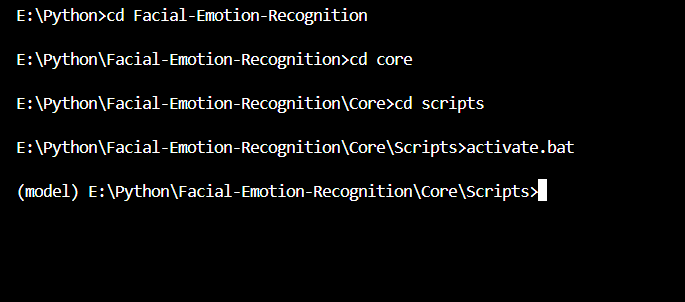 E:\Python>cd Facial-Emotion-Recognition
E:\Python\Facial-Emotion-Recognition>cd core
E:\Python\Facial-Emotion-Recognition\Core>cd scripts
E:\Python\Facial-Emotion-Recognition\Core\Scripts>activate.bat
(model) E:\Python\Facial-Emotion-Recognition\Core\Scripts>